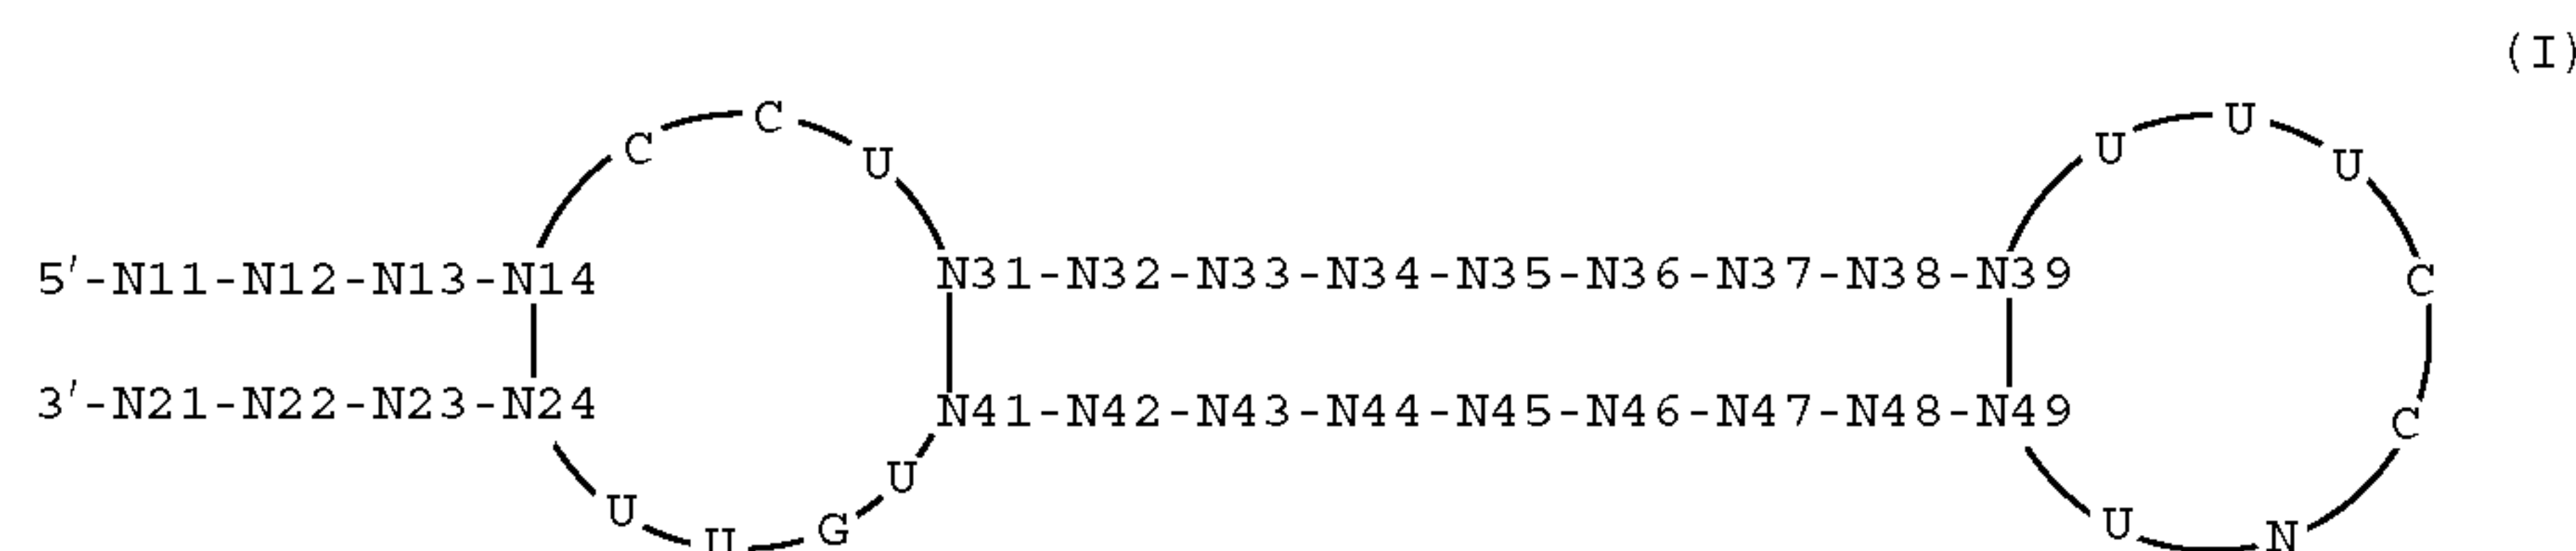 (I)
C C U
U U U
5'-N11-N12-N13-N14
N31-N32-N33-N34-N35-N36-N37-N38-N39
C
3'-N21-N22-N23-N24
N41-N42-N43-N44-N45-N46-N47-N48-N49
C
U U G U
U N